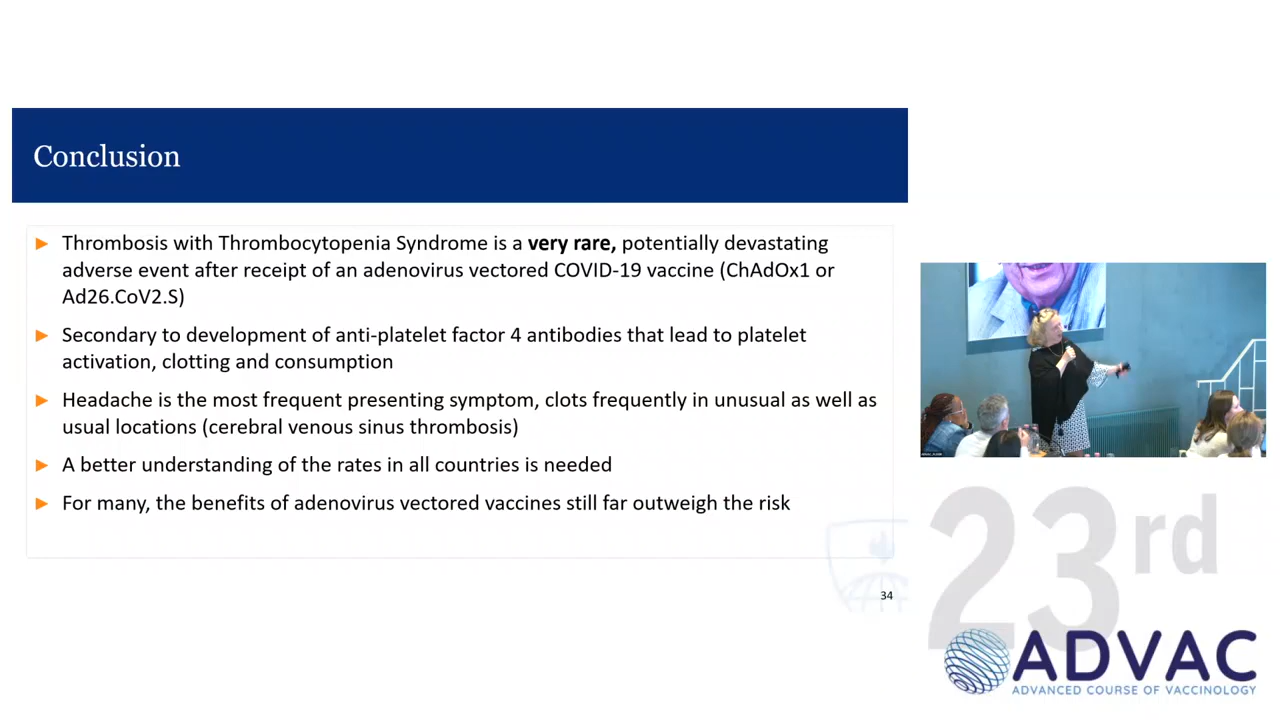 Conclusion
Thrombosis with Thrombocytopenia Syndrome is a very rare, potentially devastating
adverse event after receipt of an adenovirus vectored COVID-19 vaccine (ChAdOx1 or
Ad26.CoV2.S)
Secondary to development of anti-platelet factor 4 antibodies that lead to platelet
activation, clotting and consumption
Headache is the most frequent presenting symptom, clots frequently in unusual as well as
usual locations (cerebral venous sinus thrombosis)
A better understanding of the rates in all countries is needed
For many, the benefits of adenovirus vectored vaccines still far outweigh the risk
34
23rd
ADVAC
ADVANCED COURSE OF VACCINOLOGY